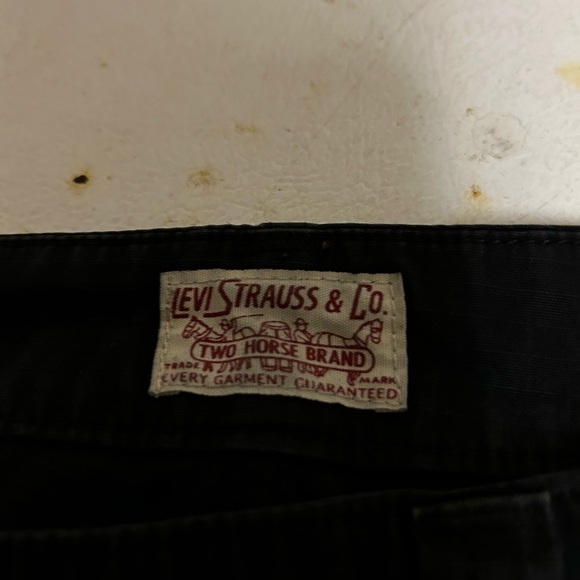 LEVI STRAUSS & CO.
TWO HORSE BRAND
TRADE MARK
EVERY GARMENT GUARANTEED